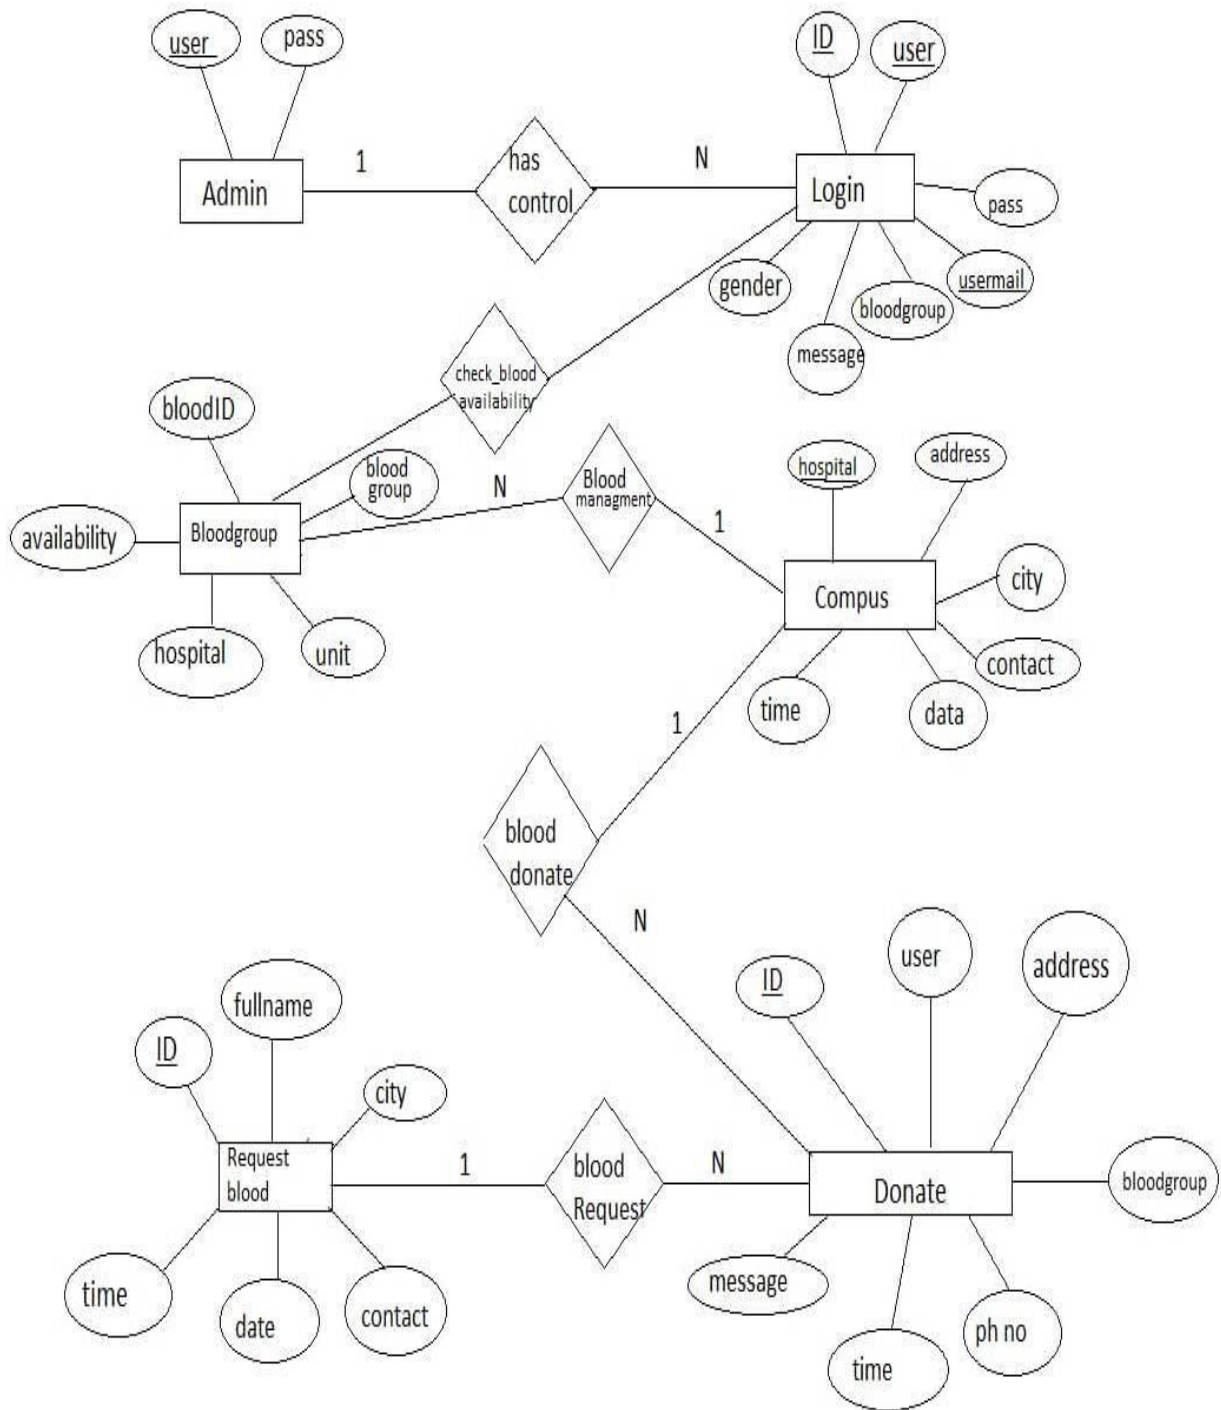 user
pass
ID
user
1
has
control
N
Admin
Login
pass
gender
usermail
bloodgroup
message
check_blood
availability
bloodID
blood
group
N
Blood
managment
hospital
address
availability
Bloodgroup
1
city
Compus
hospital
unit
contact
time
data
1
blood
donate
N
ID
user
address
fullname
ID
city
Request
blood
1
blood
Request
N
Donate
bloodgroup
time
date
contact
message
time
ph no